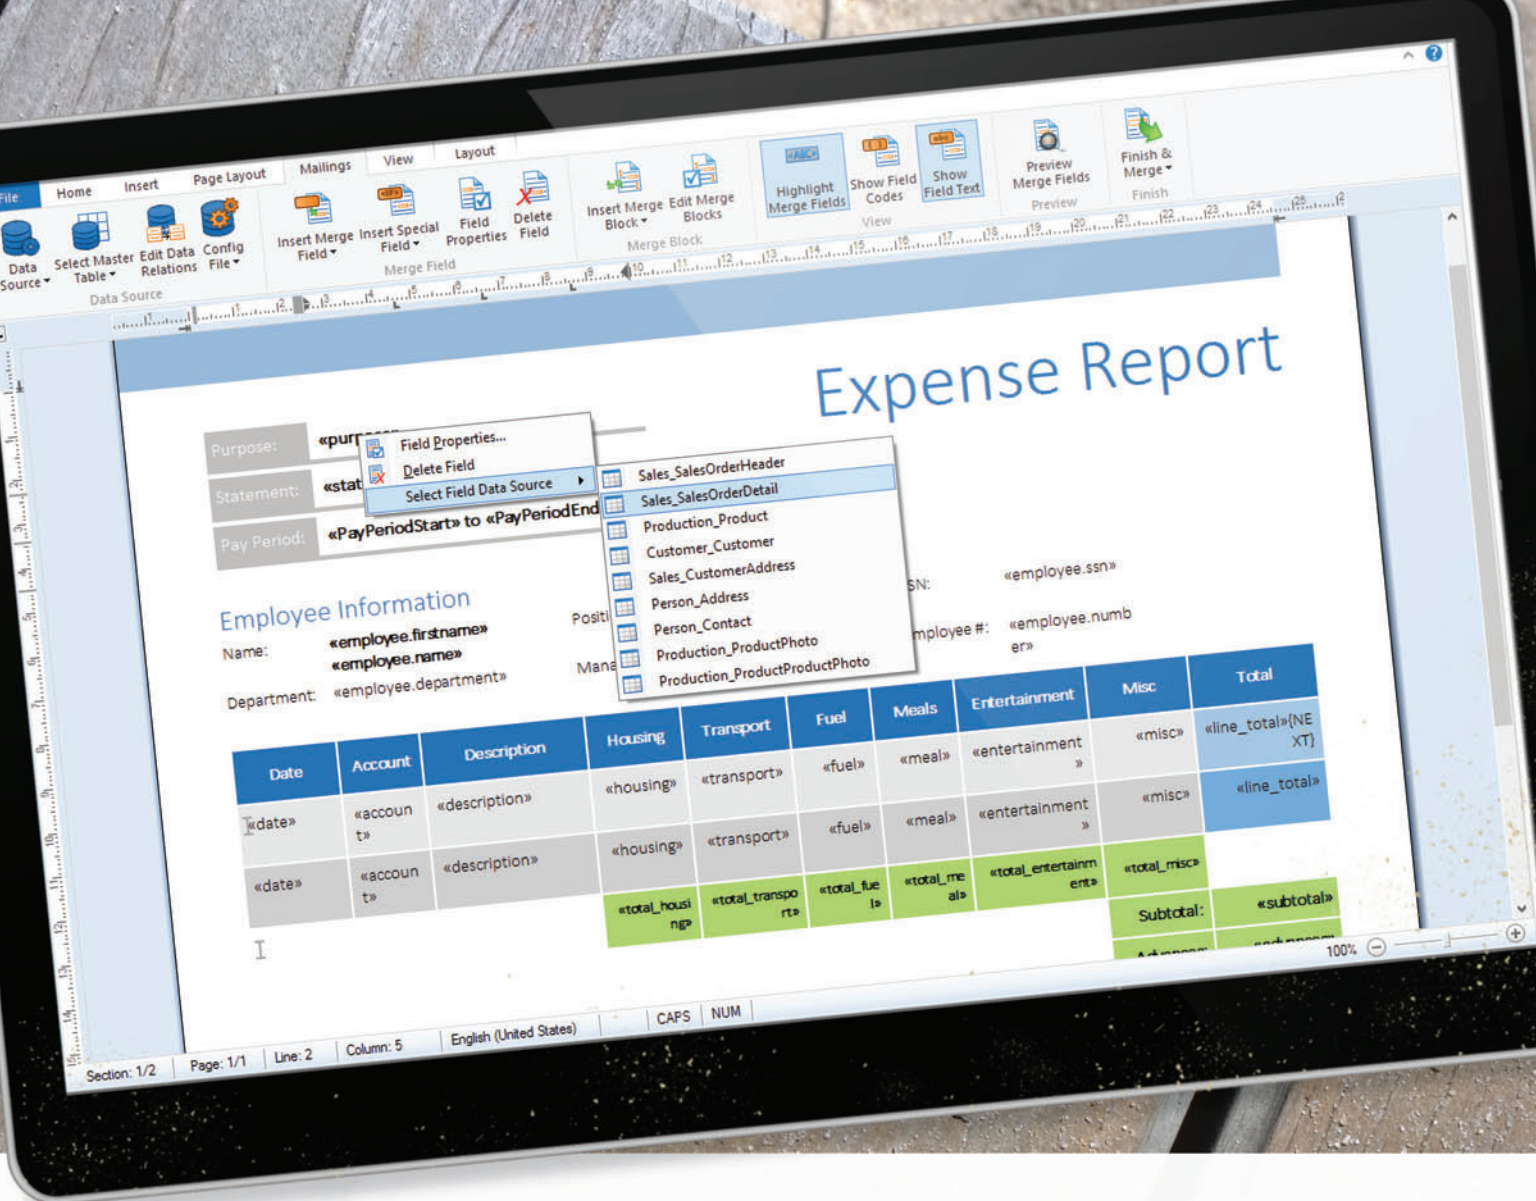 File Home Insert Page Layout Mailings View Layout
Data Source
Select Master Table
Edit Data Relations
Config File
Data Source
Insert Merge Field
Insert Special Field
Field Properties
Delete Field
Merge Field
Insert Merge Block
Edit Merge Blocks
Merge Block
«ABC»
Highlight Merge Fields
Show Field Codes
Show Field Text
View
Preview Merge Fields
Preview
Finish & Merge
Finish
Expense Report
Purpose:
Statement:
Pay Period: «PayPeriodStart» to «PayPeriodEnd
Field Properties...
Delete Field
Select Field Data Source
Sales_SalesOrderHeader
Sales_SalesOrderDetail
Production_Product
Customer_Customer
Sales_CustomerAddress
Person_Address
Person_Contact
Production_ProductPhoto
Production_ProductProductPhoto
Employee Information
Name: «employee.firstname»
«employee.name»
Department: «employee.department»
SN: «employee.ssn»
mployee #: «employee.numb
er»
Date Account Description Housing Transport Fuel Meals Entertainment Misc Total
«date» «accoun
t» «description» «housing» «transport» «fuel» «meal» «entertainment
» «misc» «line_total»{NE
XT}
«date» «accoun
t» «description» «housing» «transport» «fuel» «meal» «entertainment
» «misc» «line_total»
«total_housi
ng» «total_transpo
rt» «total_fue
l» «total_me
al» «total_entertainm
ent» «total_misc»
Subtotal: «subtotal»
100%
Section: 1/2 Page: 1/1 Line: 2 Column: 5 English (United States) CAPS NUM